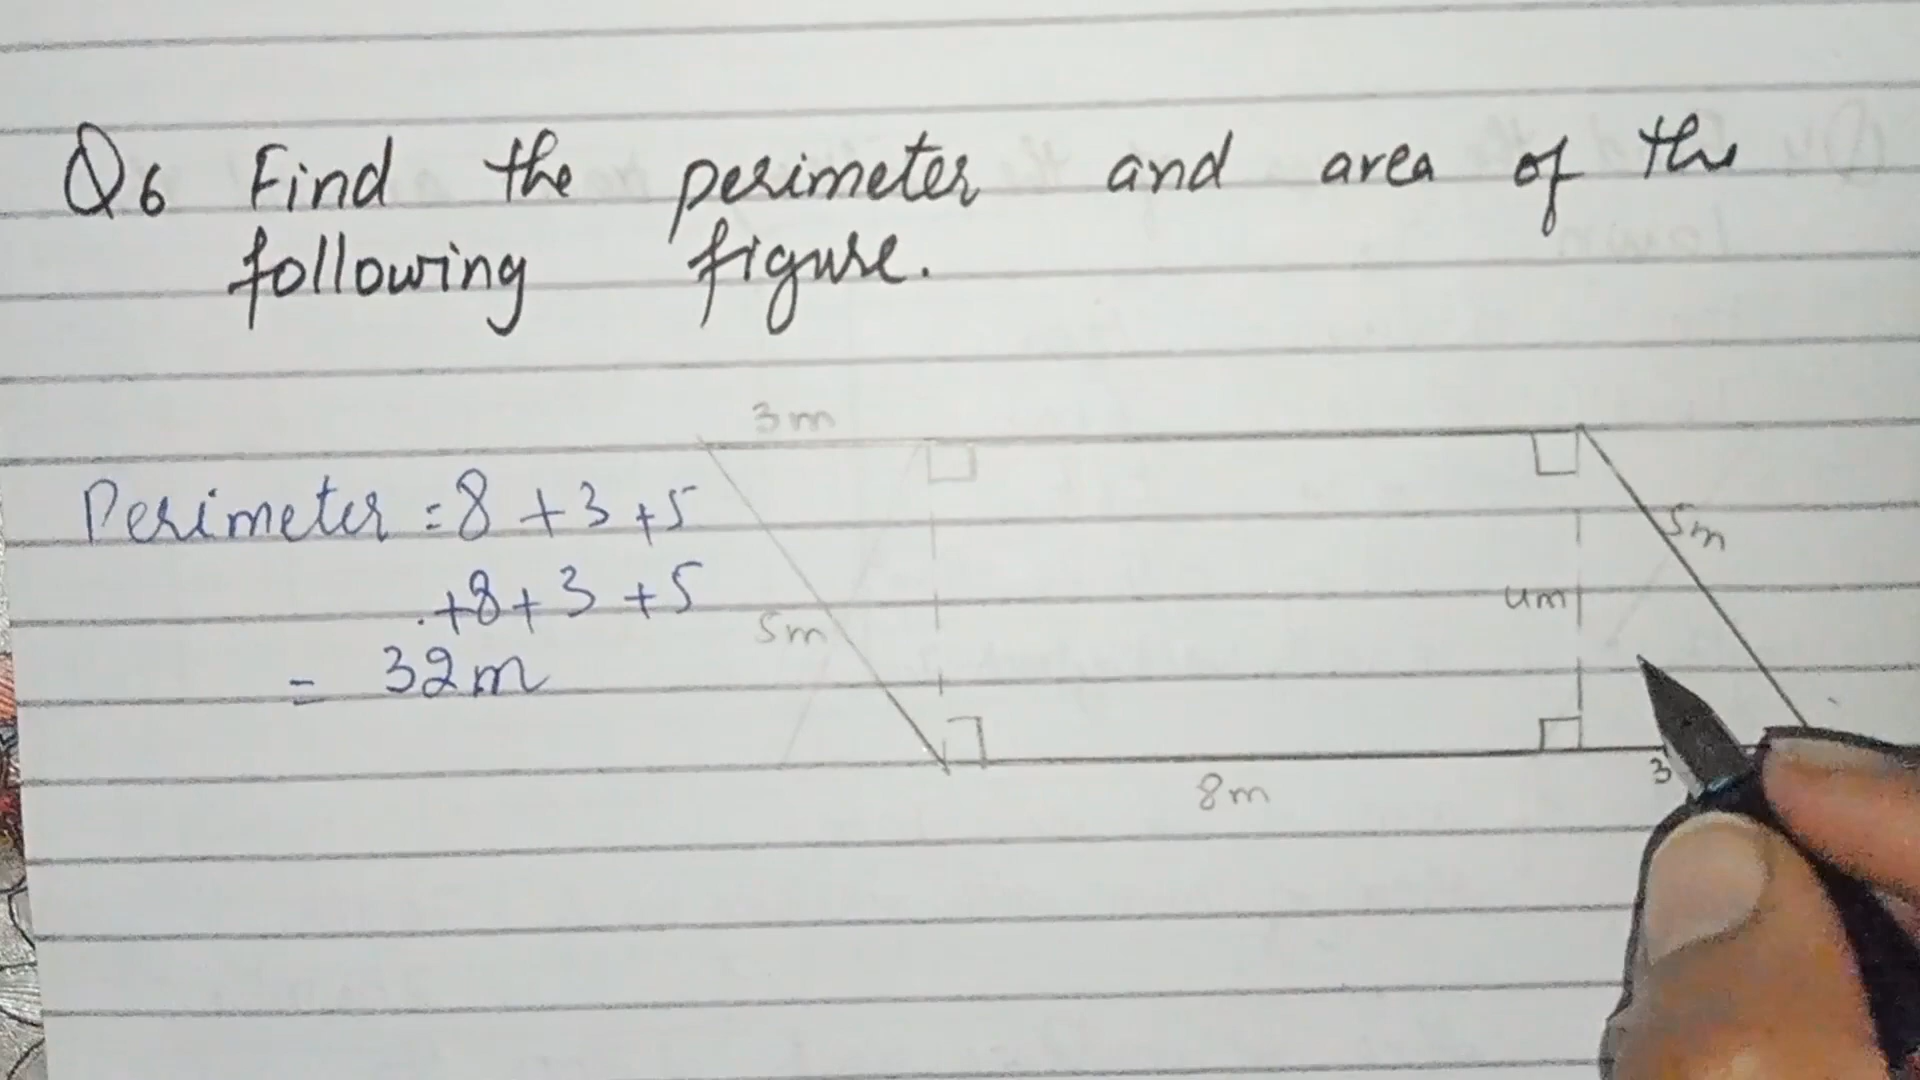 Q6 Find the perimeter and area of the
following figure.
3m
Perimeter = 8 + 3 + 5
+8 + 3 + 5
= 32m
5m
5m
4m
8m
3